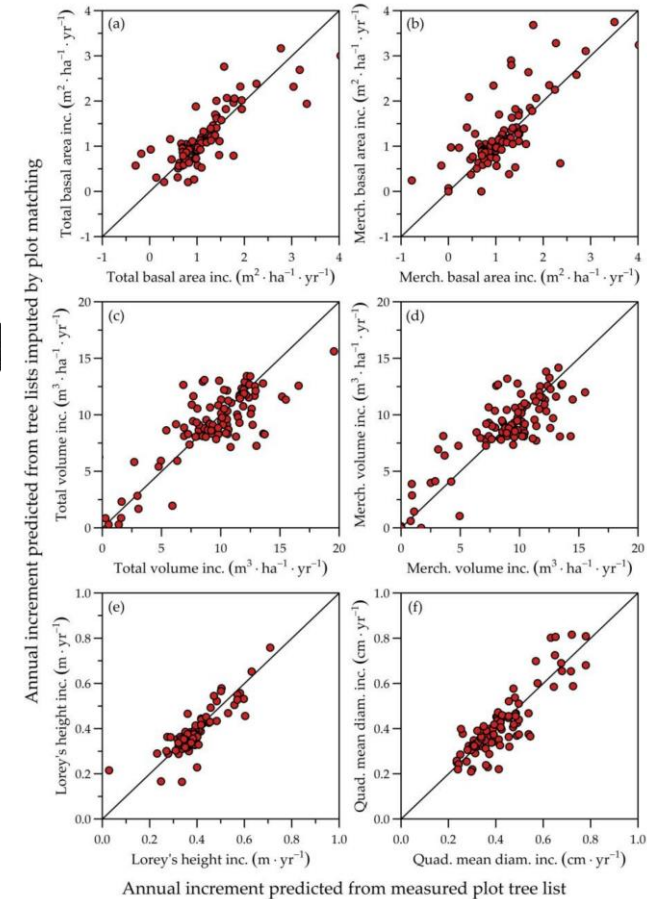 Annual increment predicted from tree lists imputed by plot matching
(a)
Total basal area inc. (m² · ha⁻¹ · yr⁻¹)
4
3
2
1
0
-1
-1 0 1 2 3 4
Total basal area inc. (m² · ha⁻¹ · yr⁻¹)
(b)
Merch. basal area inc. (m² · ha⁻¹ · yr⁻¹)
4
3
2
1
0
-1
-1 0 1 2 3 4
Merch. basal area inc. (m² · ha⁻¹ · yr⁻¹)
(c)
Total volume inc. (m³ · ha⁻¹ · yr⁻¹)
20
15
10
5
0
0 5 10 15 20
Total volume inc. (m³ · ha⁻¹ · yr⁻¹)
(d)
Merch. volume inc. (m³ · ha⁻¹ · yr⁻¹)
20
15
10
5
0
0 5 10 15 20
Merch. volume inc. (m³ · ha⁻¹ · yr⁻¹)
(e)
Lorey's height inc. (m · yr⁻¹)
1.0
0.8
0.6
0.4
0.2
0.0
0.0 0.2 0.4 0.6 0.8 1.0
Lorey's height inc. (m · yr⁻¹)
(f)
Quad. mean diam. inc. (cm · yr⁻¹)
1.0
0.8
0.6
0.4
0.2
0.0
0.0 0.2 0.4 0.6 0.8 1.0
Quad. mean diam. inc. (cm · yr⁻¹)
Annual increment predicted from measured plot tree list